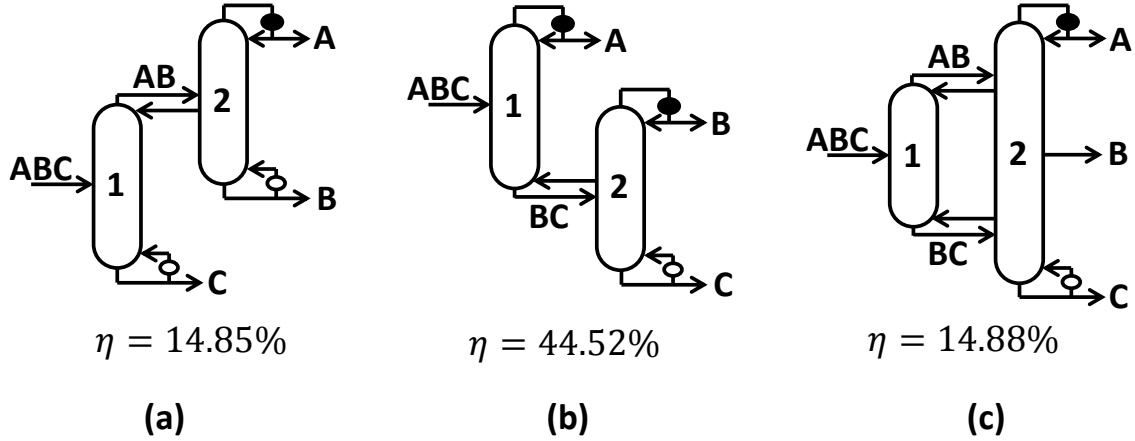 A
AB
2
ABC
1
B
C
η = 14.85%
(a)
A
ABC
1
B
2
BC
C
η = 44.52%
(b)
A
AB
ABC
1
2
B
BC
C
η = 14.88%
(c)